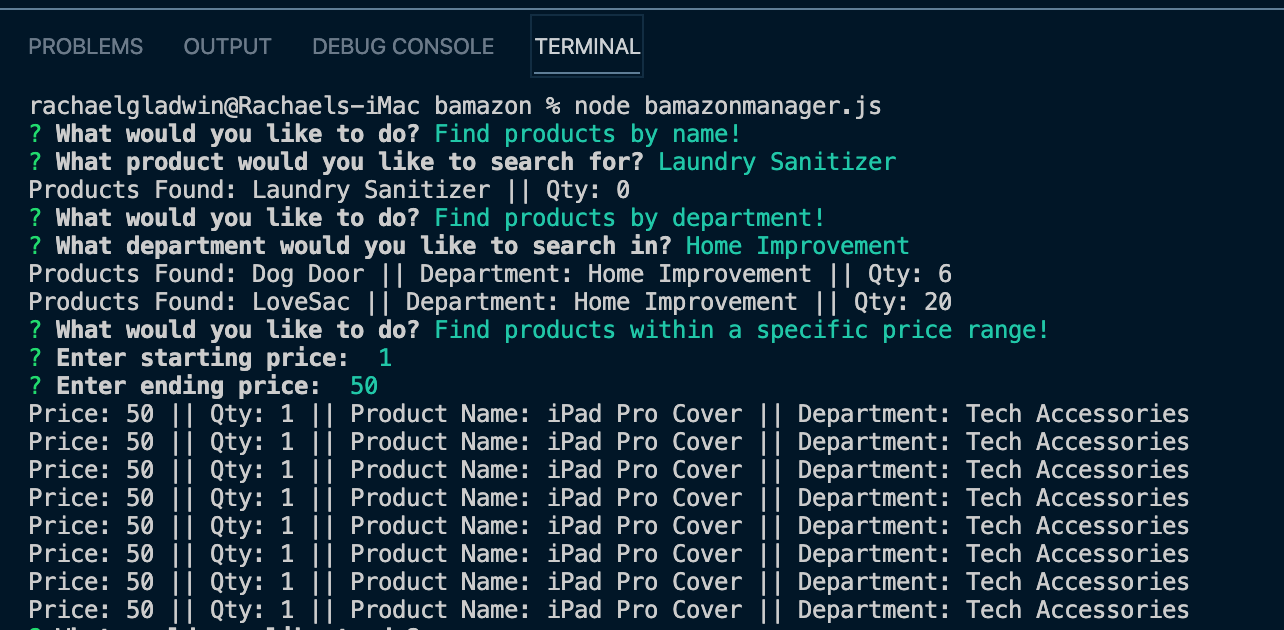 PROBLEMS OUTPUT DEBUG CONSOLE TERMINAL
rachaelgladwin@Rachaels-iMac bamazon % node bamazonmanager.js
? What would you like to do? Find products by name!
? What product would you like to search for? Laundry Sanitizer
Products Found: Laundry Sanitizer || Qty: 0
? What would you like to do? Find products by department!
? What department would you like to search in? Home Improvement
Products Found: Dog Door || Department: Home Improvement || Qty: 6
Products Found: LoveSac || Department: Home Improvement || Qty: 20
? What would you like to do? Find products within a specific price range!
? Enter starting price:  1
? Enter ending price:  50
Price: 50 || Qty: 1 || Product Name: iPad Pro Cover || Department: Tech Accessories
Price: 50 || Qty: 1 || Product Name: iPad Pro Cover || Department: Tech Accessories
Price: 50 || Qty: 1 || Product Name: iPad Pro Cover || Department: Tech Accessories
Price: 50 || Qty: 1 || Product Name: iPad Pro Cover || Department: Tech Accessories
Price: 50 || Qty: 1 || Product Name: iPad Pro Cover || Department: Tech Accessories
Price: 50 || Qty: 1 || Product Name: iPad Pro Cover || Department: Tech Accessories
Price: 50 || Qty: 1 || Product Name: iPad Pro Cover || Department: Tech Accessories
Price: 50 || Qty: 1 || Product Name: iPad Pro Cover || Department: Tech Accessories